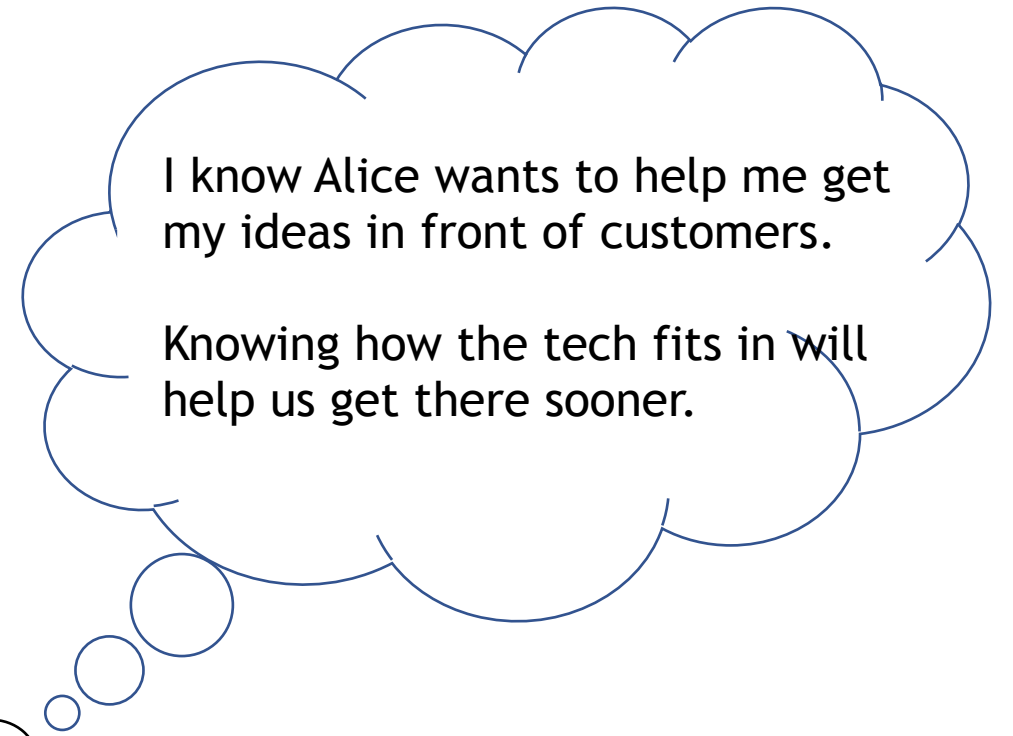 I know Alice wants to help me get
my ideas in front of customers.
Knowing how the tech fits in will
help us get there sooner.